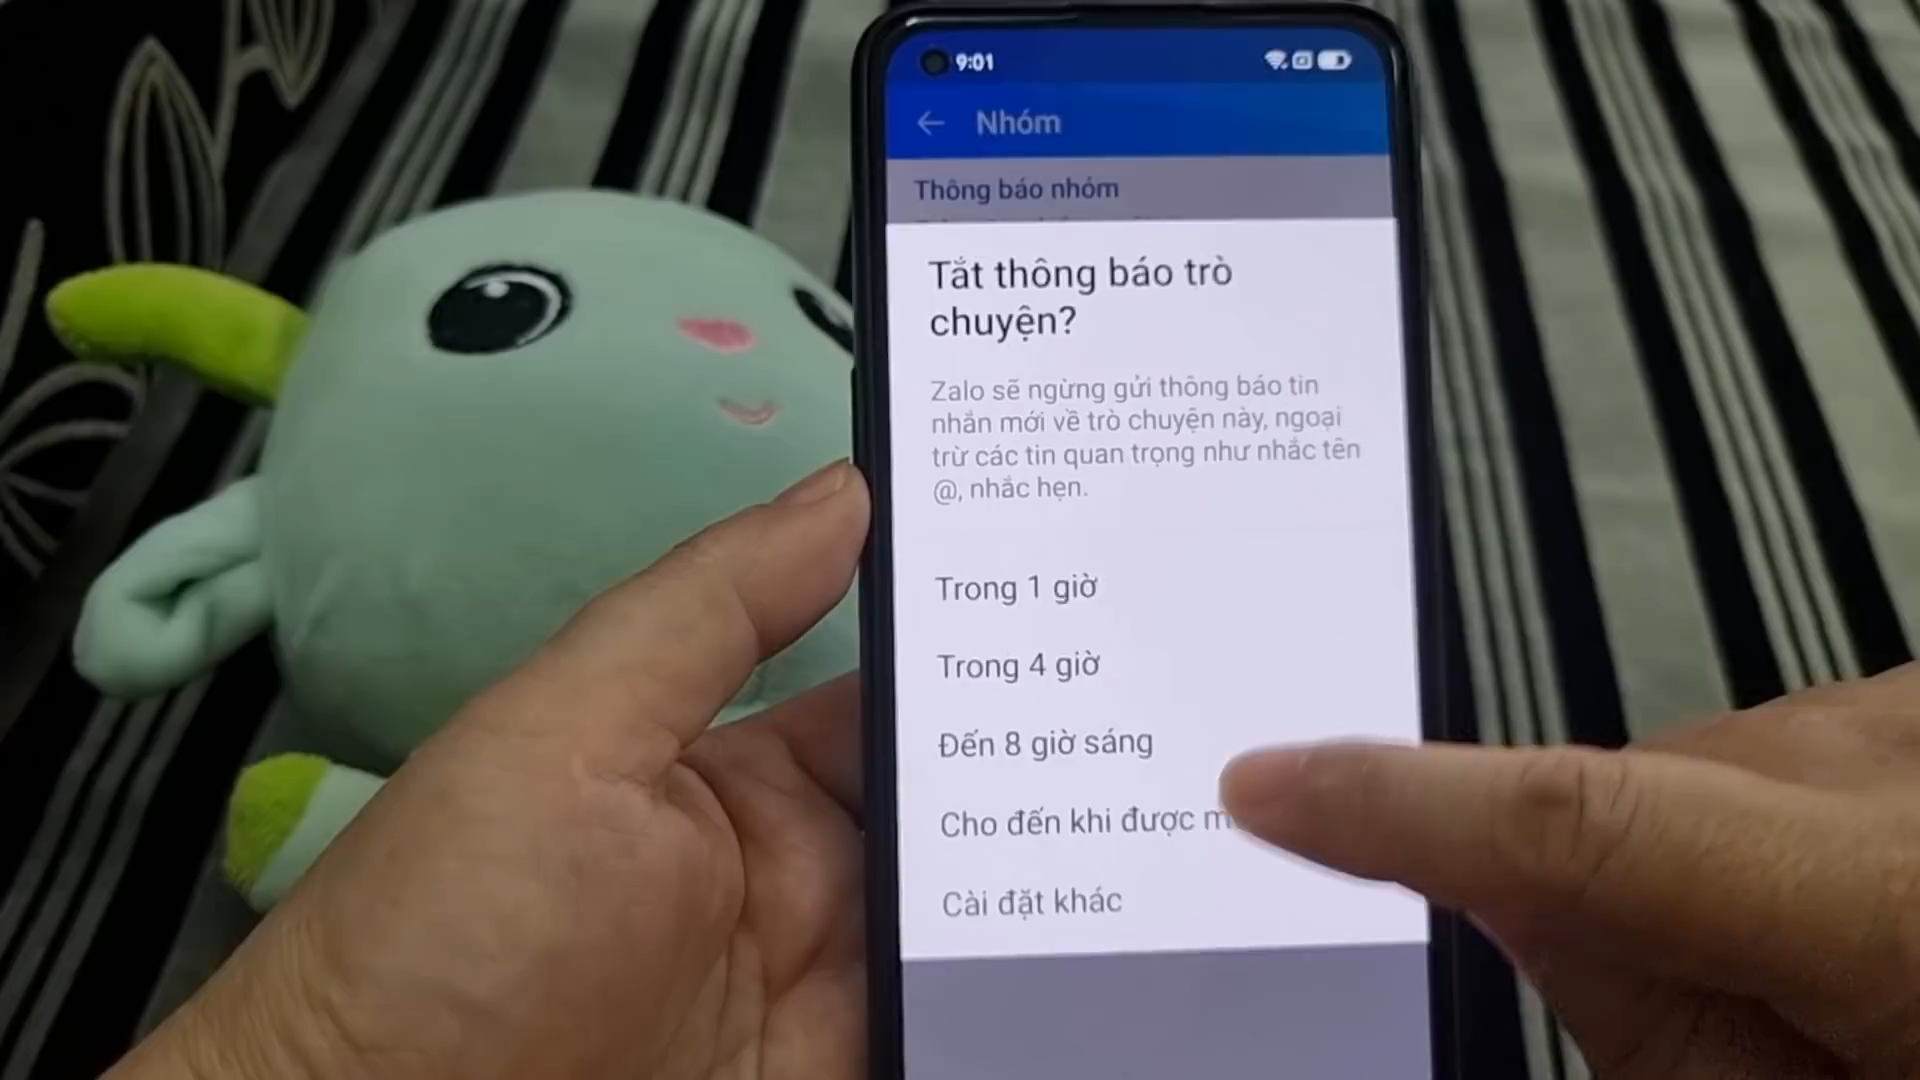 9:01
Nhóm
Thông báo nhóm
Tắt thông báo trò
chuyện?
Zalo sẽ ngừng gửi thông báo tin
nhắn mới về trò chuyện này, ngoại
trừ các tin quan trọng như nhắc tên
@, nhắc hẹn.
Trong 1 giờ
Trong 4 giờ
Đến 8 giờ sáng
Cho đến khi được
Cài đặt khác